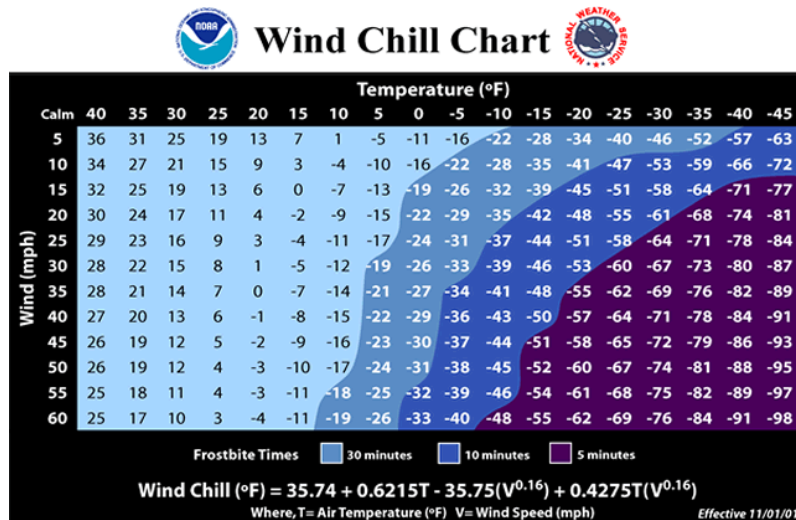 NOAA
Wind Chill Chart
NATIONAL WEATHER SERVICE
Temperature (ºF)
Calm 40 35 30 25 20 15 10 5 0 -5 -10 -15 -20 -25 -30 -35 -40 -45
Wind (mph)
5 36 31 25 19 13 7 1 -5 -11 -16 -22 -28 -34 -40 -46 -52 -57 -63
10 34 27 21 15 9 3 -4 -10 -16 -22 -28 -35 -41 -47 -53 -59 -66 -72
15 32 25 19 13 6 0 -7 -13 -19 -26 -32 -39 -45 -51 -58 -64 -71 -77
20 30 24 17 11 4 -2 -9 -15 -22 -29 -35 -42 -48 -55 -61 -68 -74 -81
25 29 23 16 9 3 -4 -11 -17 -24 -31 -37 -44 -51 -58 -64 -71 -78 -84
30 28 22 15 8 1 -5 -12 -19 -26 -33 -39 -46 -53 -60 -67 -73 -80 -87
35 28 21 14 7 0 -7 -14 -21 -27 -34 -41 -48 -55 -62 -69 -76 -82 -89
40 27 20 13 6 -1 -8 -15 -22 -29 -36 -43 -50 -57 -64 -71 -78 -84 -91
45 26 19 12 5 -2 -9 -16 -23 -30 -37 -44 -51 -58 -65 -72 -79 -86 -93
50 26 19 12 4 -3 -10 -17 -24 -31 -38 -45 -52 -60 -67 -74 -81 -88 -95
55 25 18 11 4 -3 -11 -18 -25 -32 -39 -46 -54 -61 -68 -75 -82 -89 -97
60 25 17 10 3 -4 -11 -19 -26 -33 -40 -48 -55 -62 -69 -76 -84 -91 -98
Frostbite Times 30 minutes 10 minutes 5 minutes
Wind Chill (ºF) = 35.74 + 0.6215T - 35.75(V^0.16) + 0.4275T(V^0.16)
Where, T= Air Temperature (ºF) V= Wind Speed (mph) Effective 11/01/01